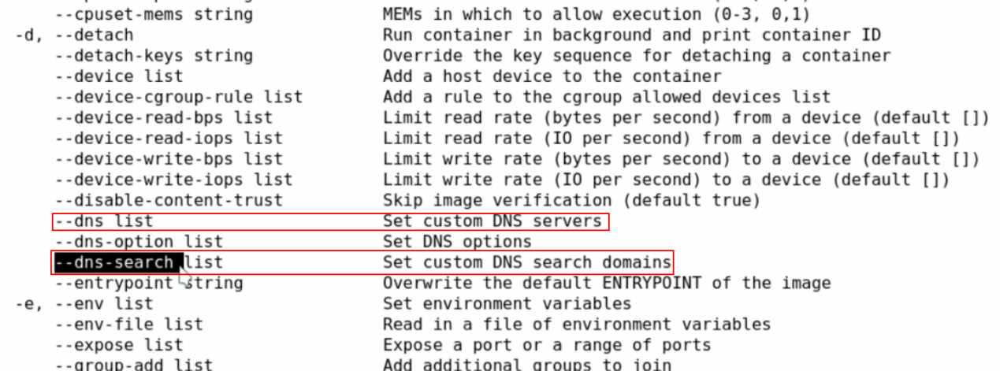 --cpuset-mems string MEMs in which to allow execution (0-3, 0,1)
-d, --detach Run container in background and print container ID
--detach-keys string Override the key sequence for detaching a container
--device list Add a host device to the container
--device-cgroup-rule list Add a rule to the cgroup allowed devices list
--device-read-bps list Limit read rate (bytes per second) from a device (default [])
--device-read-iops list Limit read rate (IO per second) from a device (default [])
--device-write-bps list Limit write rate (bytes per second) to a device (default [])
--device-write-iops list Limit write rate (IO per second) to a device (default [])
--disable-content-trust Skip image verification (default true)
--dns list Set custom DNS servers
--dns-option list Set DNS options
--dns-search list Set custom DNS search domains
--entrypoint string Overwrite the default ENTRYPOINT of the image
-e, --env list Set environment variables
--env-file list Read in a file of environment variables
--expose list Expose a port or a range of ports
--group-add list Add additional groups to join